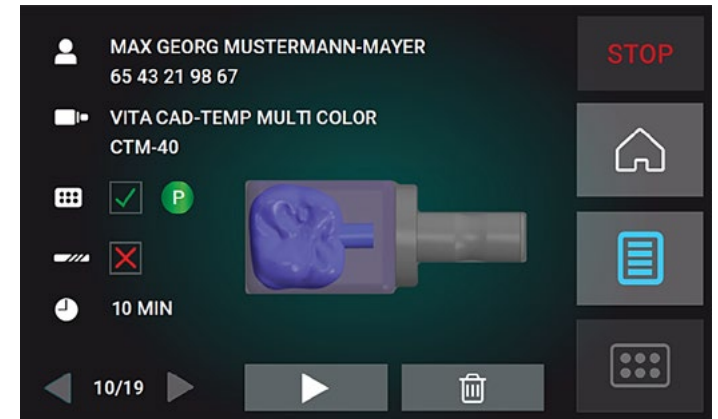 MAX GEORG MUSTERMANN-MAYER
65 43 21 98 67
STOP
VITA CAD-TEMP MULTI COLOR
CTM-40
P
10 MIN
10/19